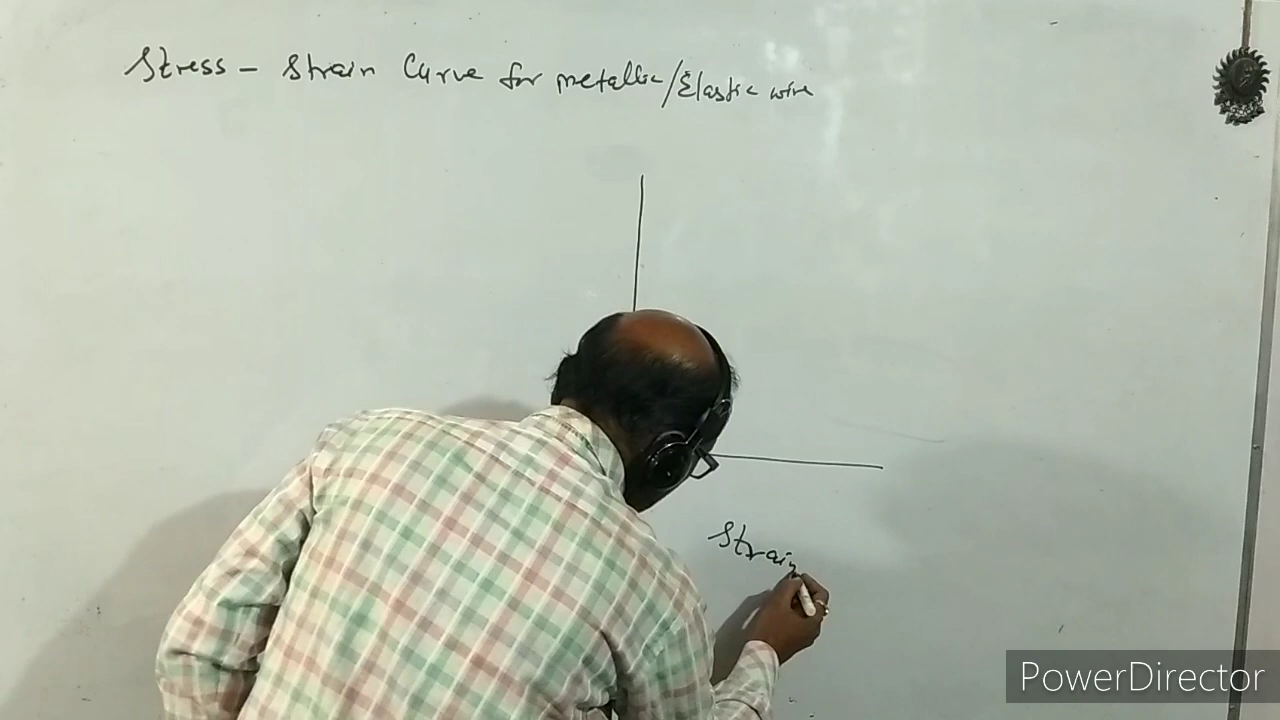 Stress - Strain Curve for metallic/Elastic wire
Strain
PowerDirector